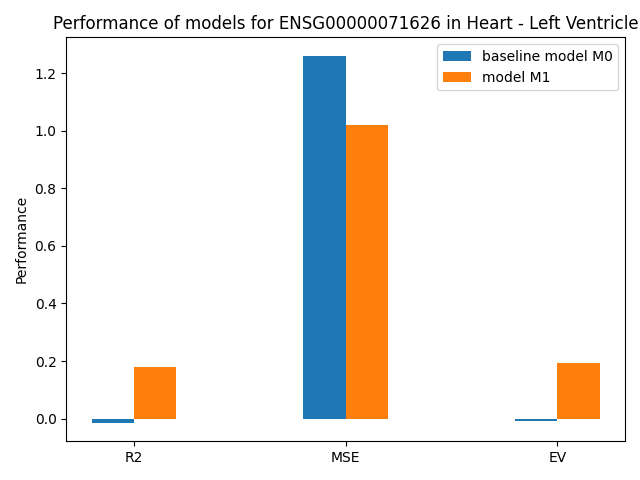 Performance of models for ENSG00000071626 in Heart - Left Ventricle
baseline model M0
model M1
Performance
1.2
1.0
0.8
0.6
0.4
0.2
0.0
R2
MSE
EV